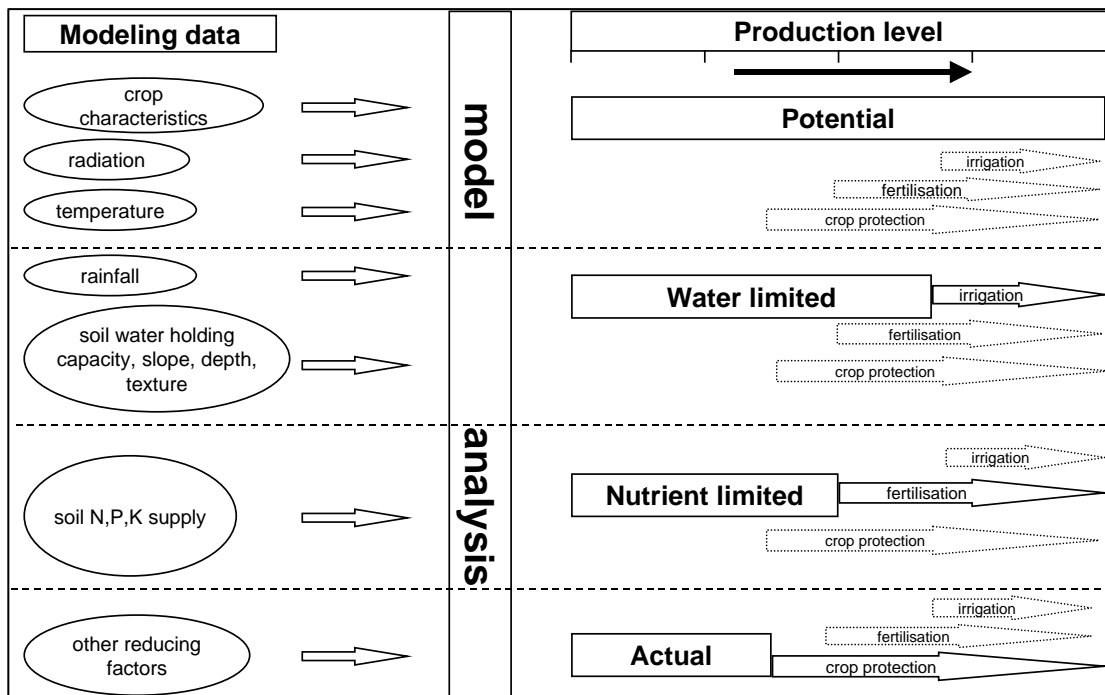 Modeling data
Production level
crop
characteristics
radiation
temperature
model
Potential
irrigation
fertilisation
crop protection
rainfall
soil water holding
capacity, slope, depth,
texture
Water limited
irrigation
fertilisation
crop protection
analysis
soil N,P,K supply
irrigation
Nutrient limited
fertilisation
crop protection
other reducing
factors
irrigation
fertilisation
Actual
crop protection